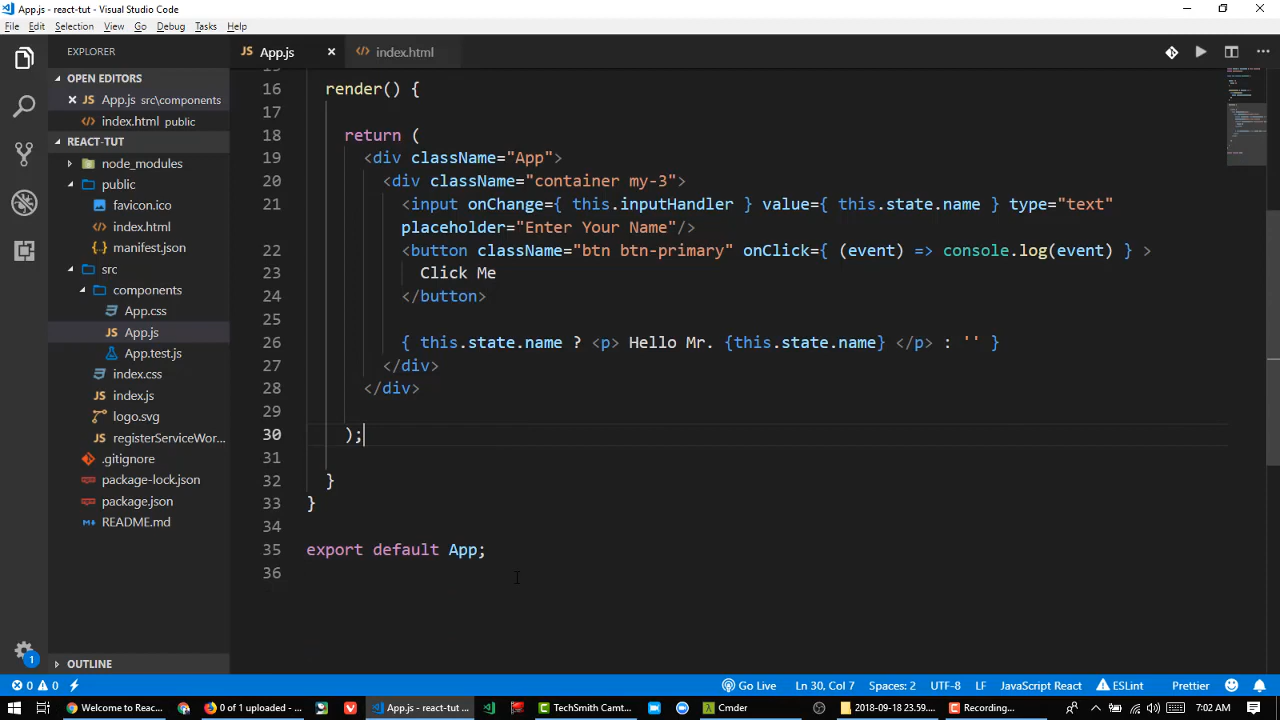 App.js - react-tut - Visual Studio Code
File Edit Selection View Go Debug Tasks Help
EXPLORER
OPEN EDITORS
App.js src\components
index.html public
REACT-TUT
node_modules
public
favicon.ico
index.html
manifest.json
src
components
App.css
App.js
App.test.js
index.css
index.js
logo.svg
registerServiceWor...
.gitignore
package-lock.json
package.json
README.md
OUTLINE
1
JS App.js index.html
16 render() {
17
18 return (
19 <div className="App">
20 <div className="container my-3">
21 <input onChange={ this.inputHandler } value={ this.state.name } type="text"
placeholder="Enter Your Name"/>
22 <button className="btn btn-primary" onClick={ (event) => console.log(event) } >
23 Click Me
24 </button>
25
26 { this.state.name ? <p> Hello Mr. {this.state.name} </p> : '' }
27 </div>
28 </div>
29
30 );
31
32 }
33 }
34
35 export default App;
36
0 0 Go Live Ln 30, Col 7 Spaces: 2 UTF-8 LF JavaScript React ESLint Prettier
Welcome to Reac... 0 of 1 uploaded - ... App.js - react-tut ... TechSmith Camt... Cmder 2018-09-18 23.59.... Recording... 7:02 AM